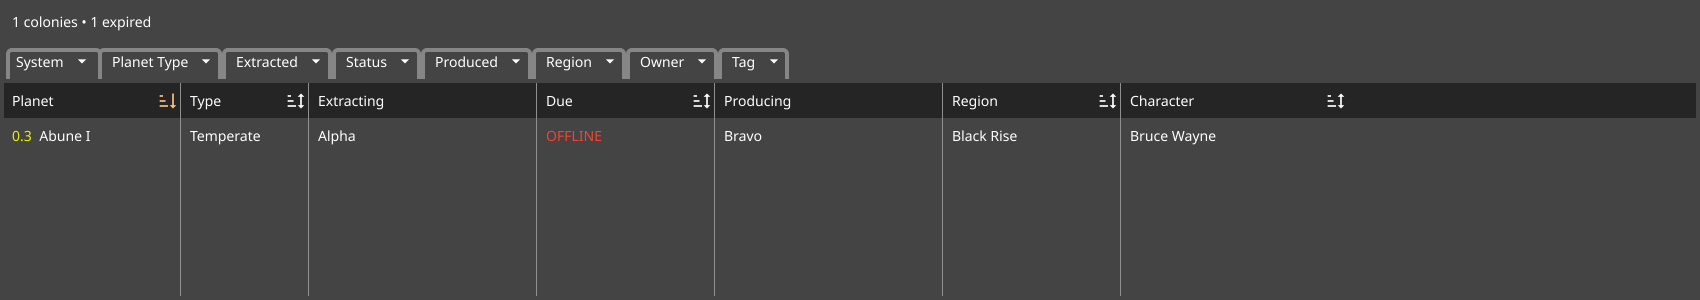 1 colonies • 1 expired
System Planet Type Extracted Status Produced Region Owner Tag
Planet Type Extracting Due Producing Region Character
0.3 Abune I Temperate Alpha OFFLINE Bravo Black Rise Bruce Wayne